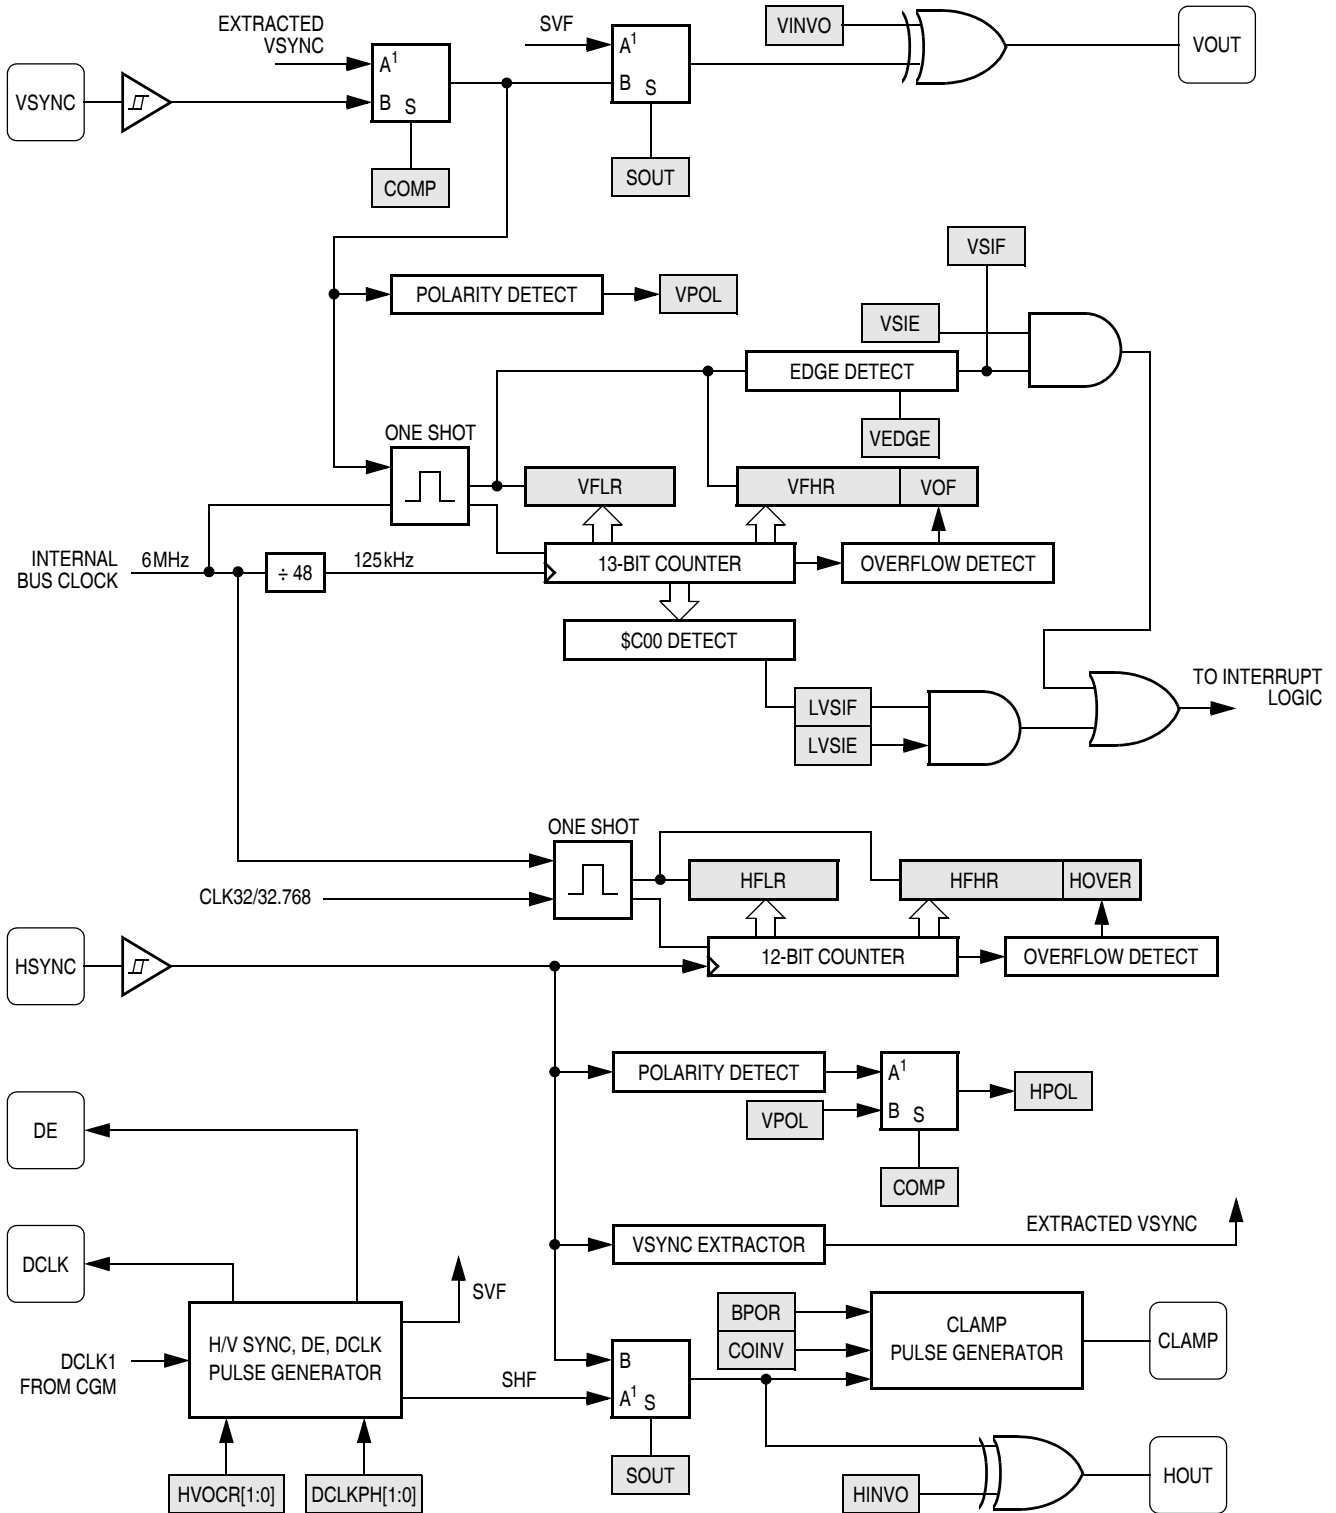 EXTRACTED
VSYNC
VSYNC
A1
B S
COMP
SVF
A1
B S
SOUT
VINVO
VOUT
POLARITY DETECT
VPOL
VSIF
VSIE
EDGE DETECT
VEDGE
ONE SHOT
VFLR
VFHR
VOF
INTERNAL
BUS CLOCK
6MHz
÷ 48
125kHz
13-BIT COUNTER
OVERFLOW DETECT
$C00 DETECT
LVSIF
LVSIE
TO INTERRUPT
LOGIC
ONE SHOT
CLK32/32.768
HFLR
HFHR
HOVER
HSYNC
12-BIT COUNTER
OVERFLOW DETECT
POLARITY DETECT
A1
B S
VPOL
HPOL
COMP
DE
VSYNC EXTRACTOR
EXTRACTED VSYNC
DCLK
SVF
H/V SYNC, DE, DCLK
PULSE GENERATOR
DCLK1
FROM CGM
SHF
B
A1 S
SOUT
BPOR
COINV
CLAMP
PULSE GENERATOR
CLAMP
HVOCR[1:0]
DCLKPH[1:0]
HINVO
HOUT